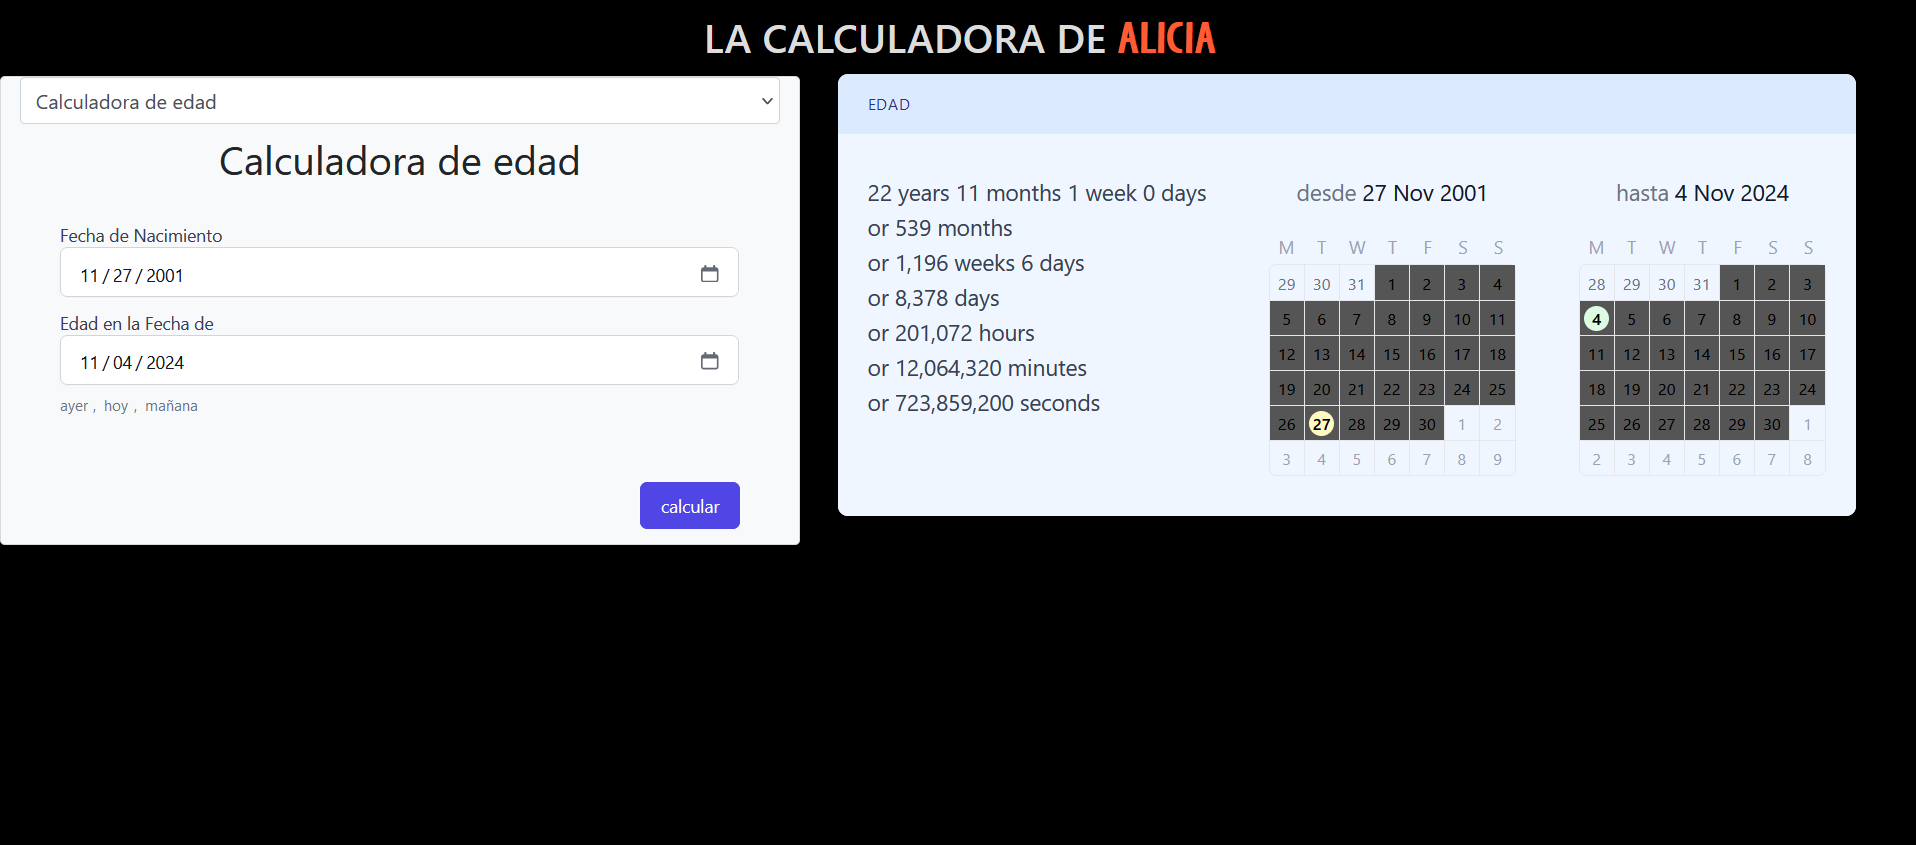 LA CALCULADORA DE ALICIA
Calculadora de edad
Calculadora de edad
Fecha de Nacimiento
11/27/2001
Edad en la Fecha de
11/04/2024
ayer , hoy , mañana
calcular
EDAD
22 years 11 months 1 week 0 days
or 539 months
or 1,196 weeks 6 days
or 8,378 days
or 201,072 hours
or 12,064,320 minutes
or 723,859,200 seconds
desde 27 Nov 2001
M T W T F S S
29 30 31 1 2 3 4
5 6 7 8 9 10 11
12 13 14 15 16 17 18
19 20 21 22 23 24 25
26 27 28 29 30 1 2
3 4 5 6 7 8 9
hasta 4 Nov 2024
M T W T F S S
28 29 30 31 1 2 3
4 5 6 7 8 9 10
11 12 13 14 15 16 17
18 19 20 21 22 23 24
25 26 27 28 29 30 1
2 3 4 5 6 7 8